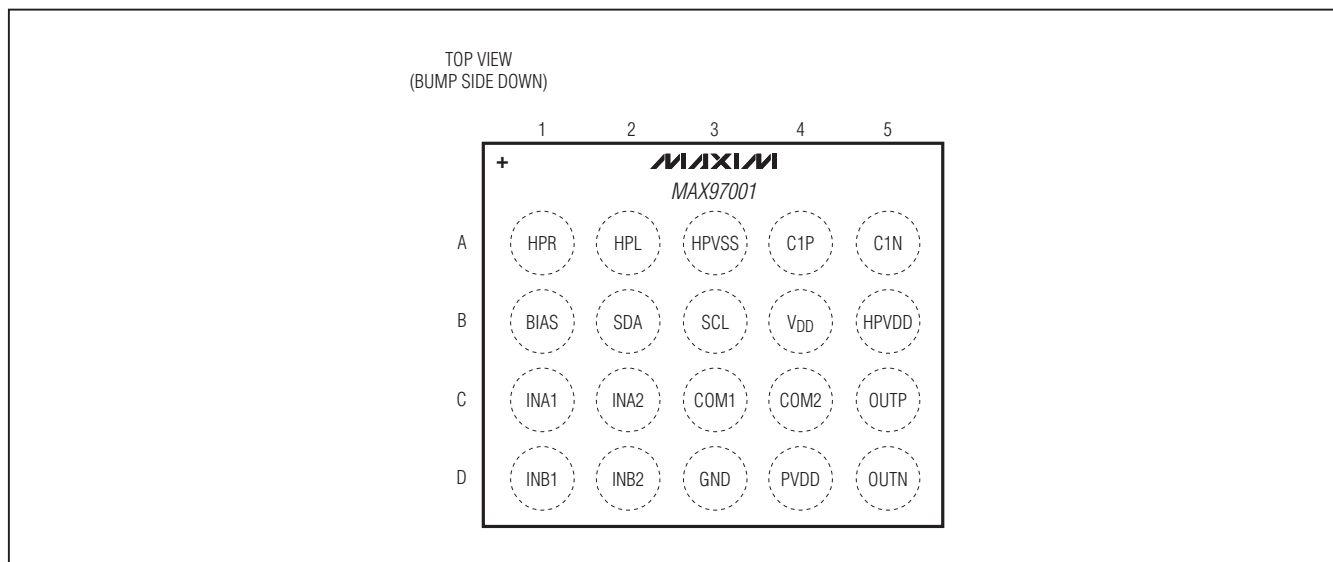 TOP VIEW
(BUMP SIDE DOWN)
1 2 3 4 5
+ MAXIM
MAX97001
A HPR HPL HPVSS C1P C1N
B BIAS SDA SCL VDD HPVDD
C INA1 INA2 COM1 COM2 OUTP
D INB1 INB2 GND PVDD OUTN